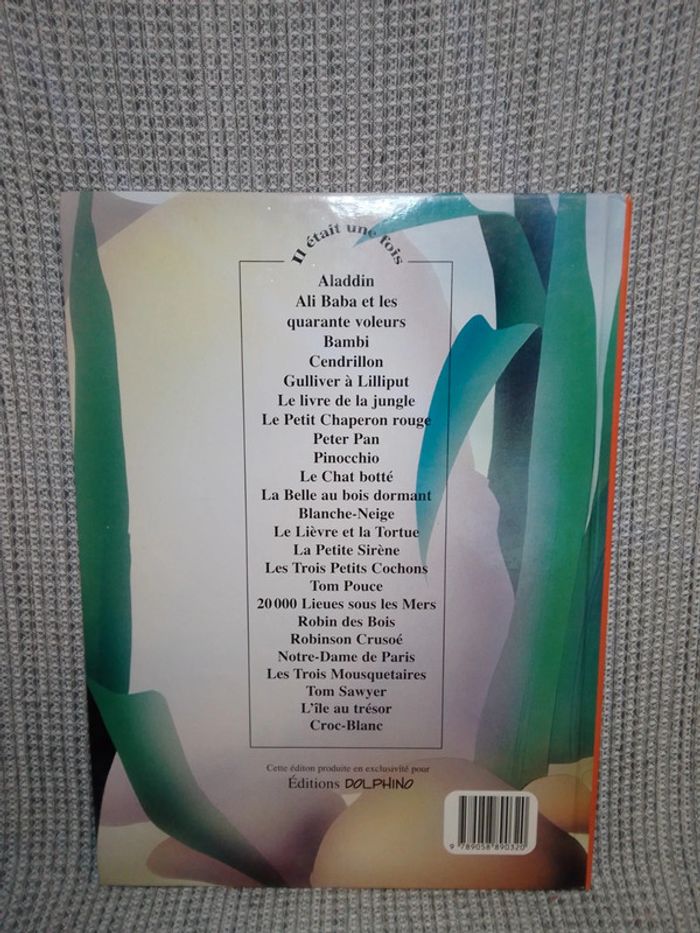 Il était une fois
Aladdin
Ali Baba et les
quarante voleurs
Bambi
Cendrillon
Gulliver à Lilliput
Le livre de la jungle
Le Petit Chaperon rouge
Peter Pan
Pinocchio
Le Chat botté
La Belle au bois dormant
Blanche-Neige
Le Lièvre et la Tortue
La Petite Sirène
Les Trois Petits Cochons
Tom Pouce
20 000 Lieues sous les Mers
Robin des Bois
Robinson Crusoé
Notre-Dame de Paris
Les Trois Mousquetaires
Tom Sawyer
L'île au trésor
Croc-Blanc
Cette éditon produite en exclusivité pour
Éditions DOLPHINO
9 789058 890320